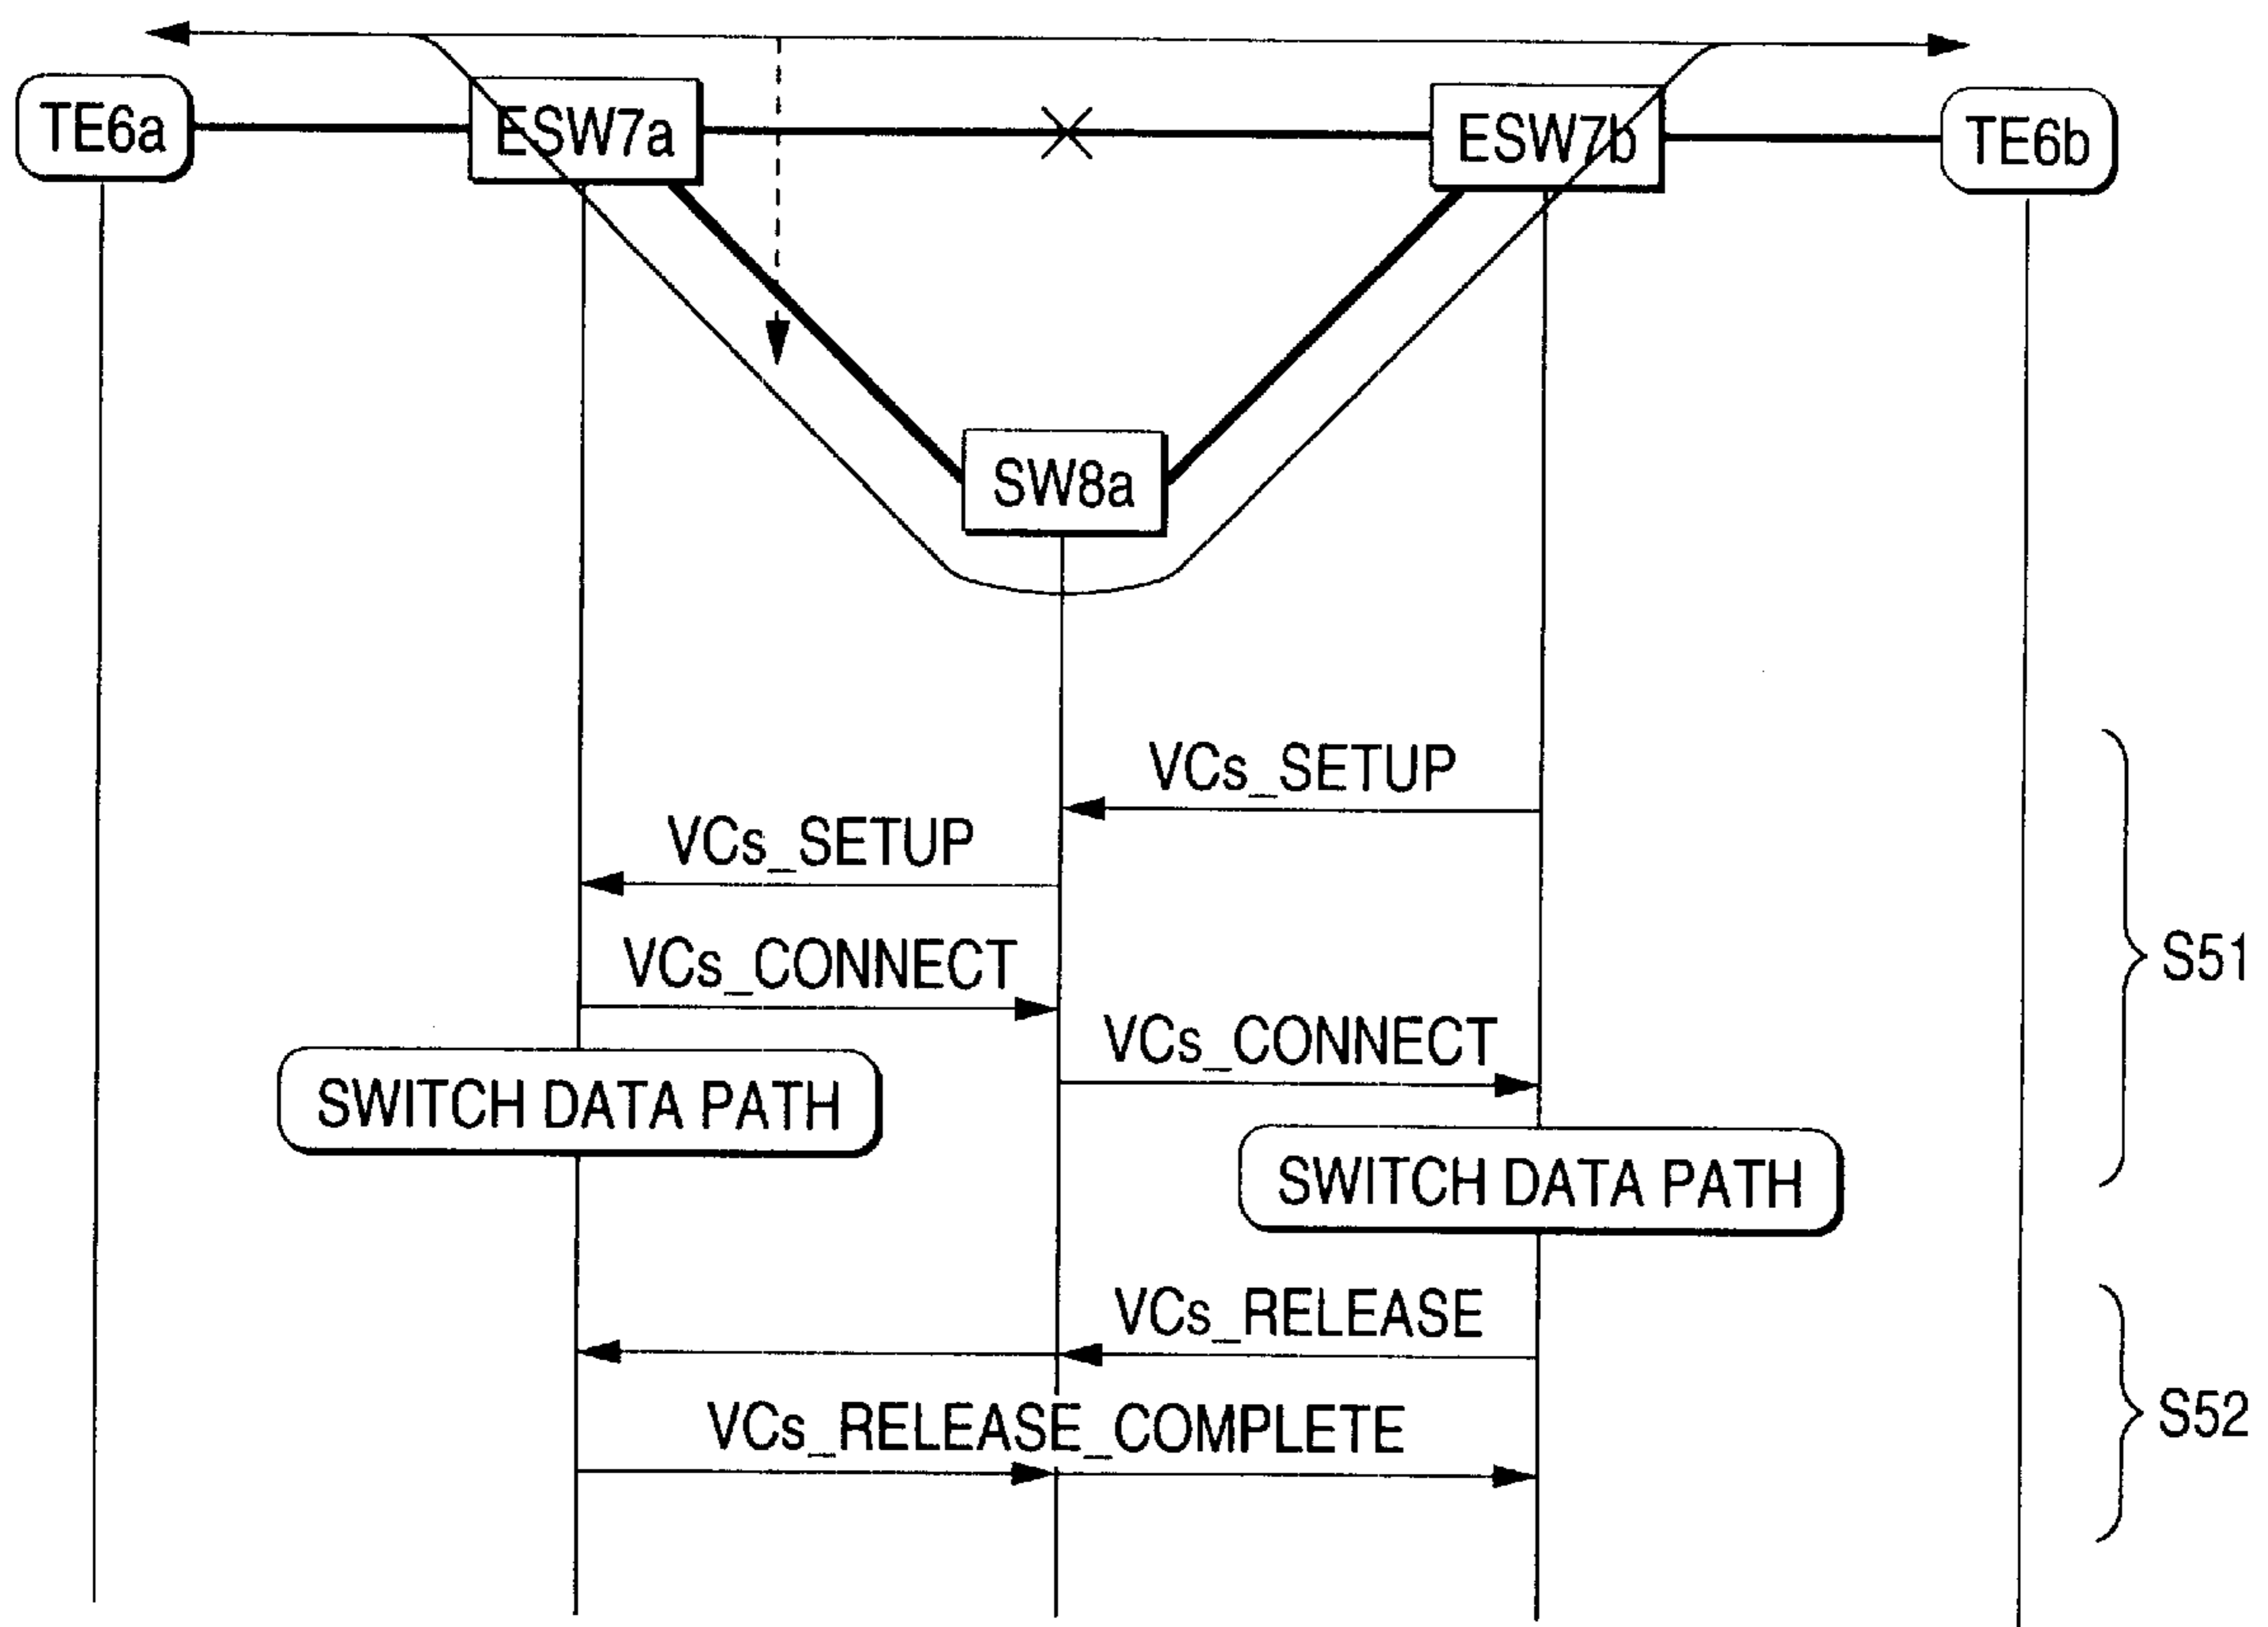 TE6a
ESW7a
ESW7b
TE6b
SW8a
VCs_SETUP
VCs_SETUP
VCs_CONNECT
VCs_CONNECT
S51
SWITCH DATA PATH
SWITCH DATA PATH
VCs_RELEASE
VCs_RELEASE_COMPLETE
S52